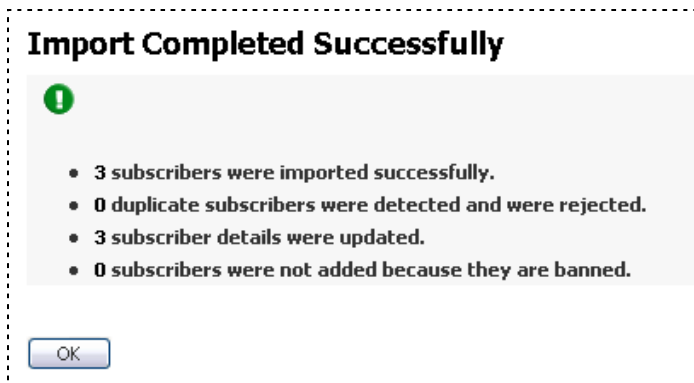 Import Completed Successfully
3 subscribers were imported successfully.
0 duplicate subscribers were detected and were rejected.
3 subscriber details were updated.
0 subscribers were not added because they are banned.
OK